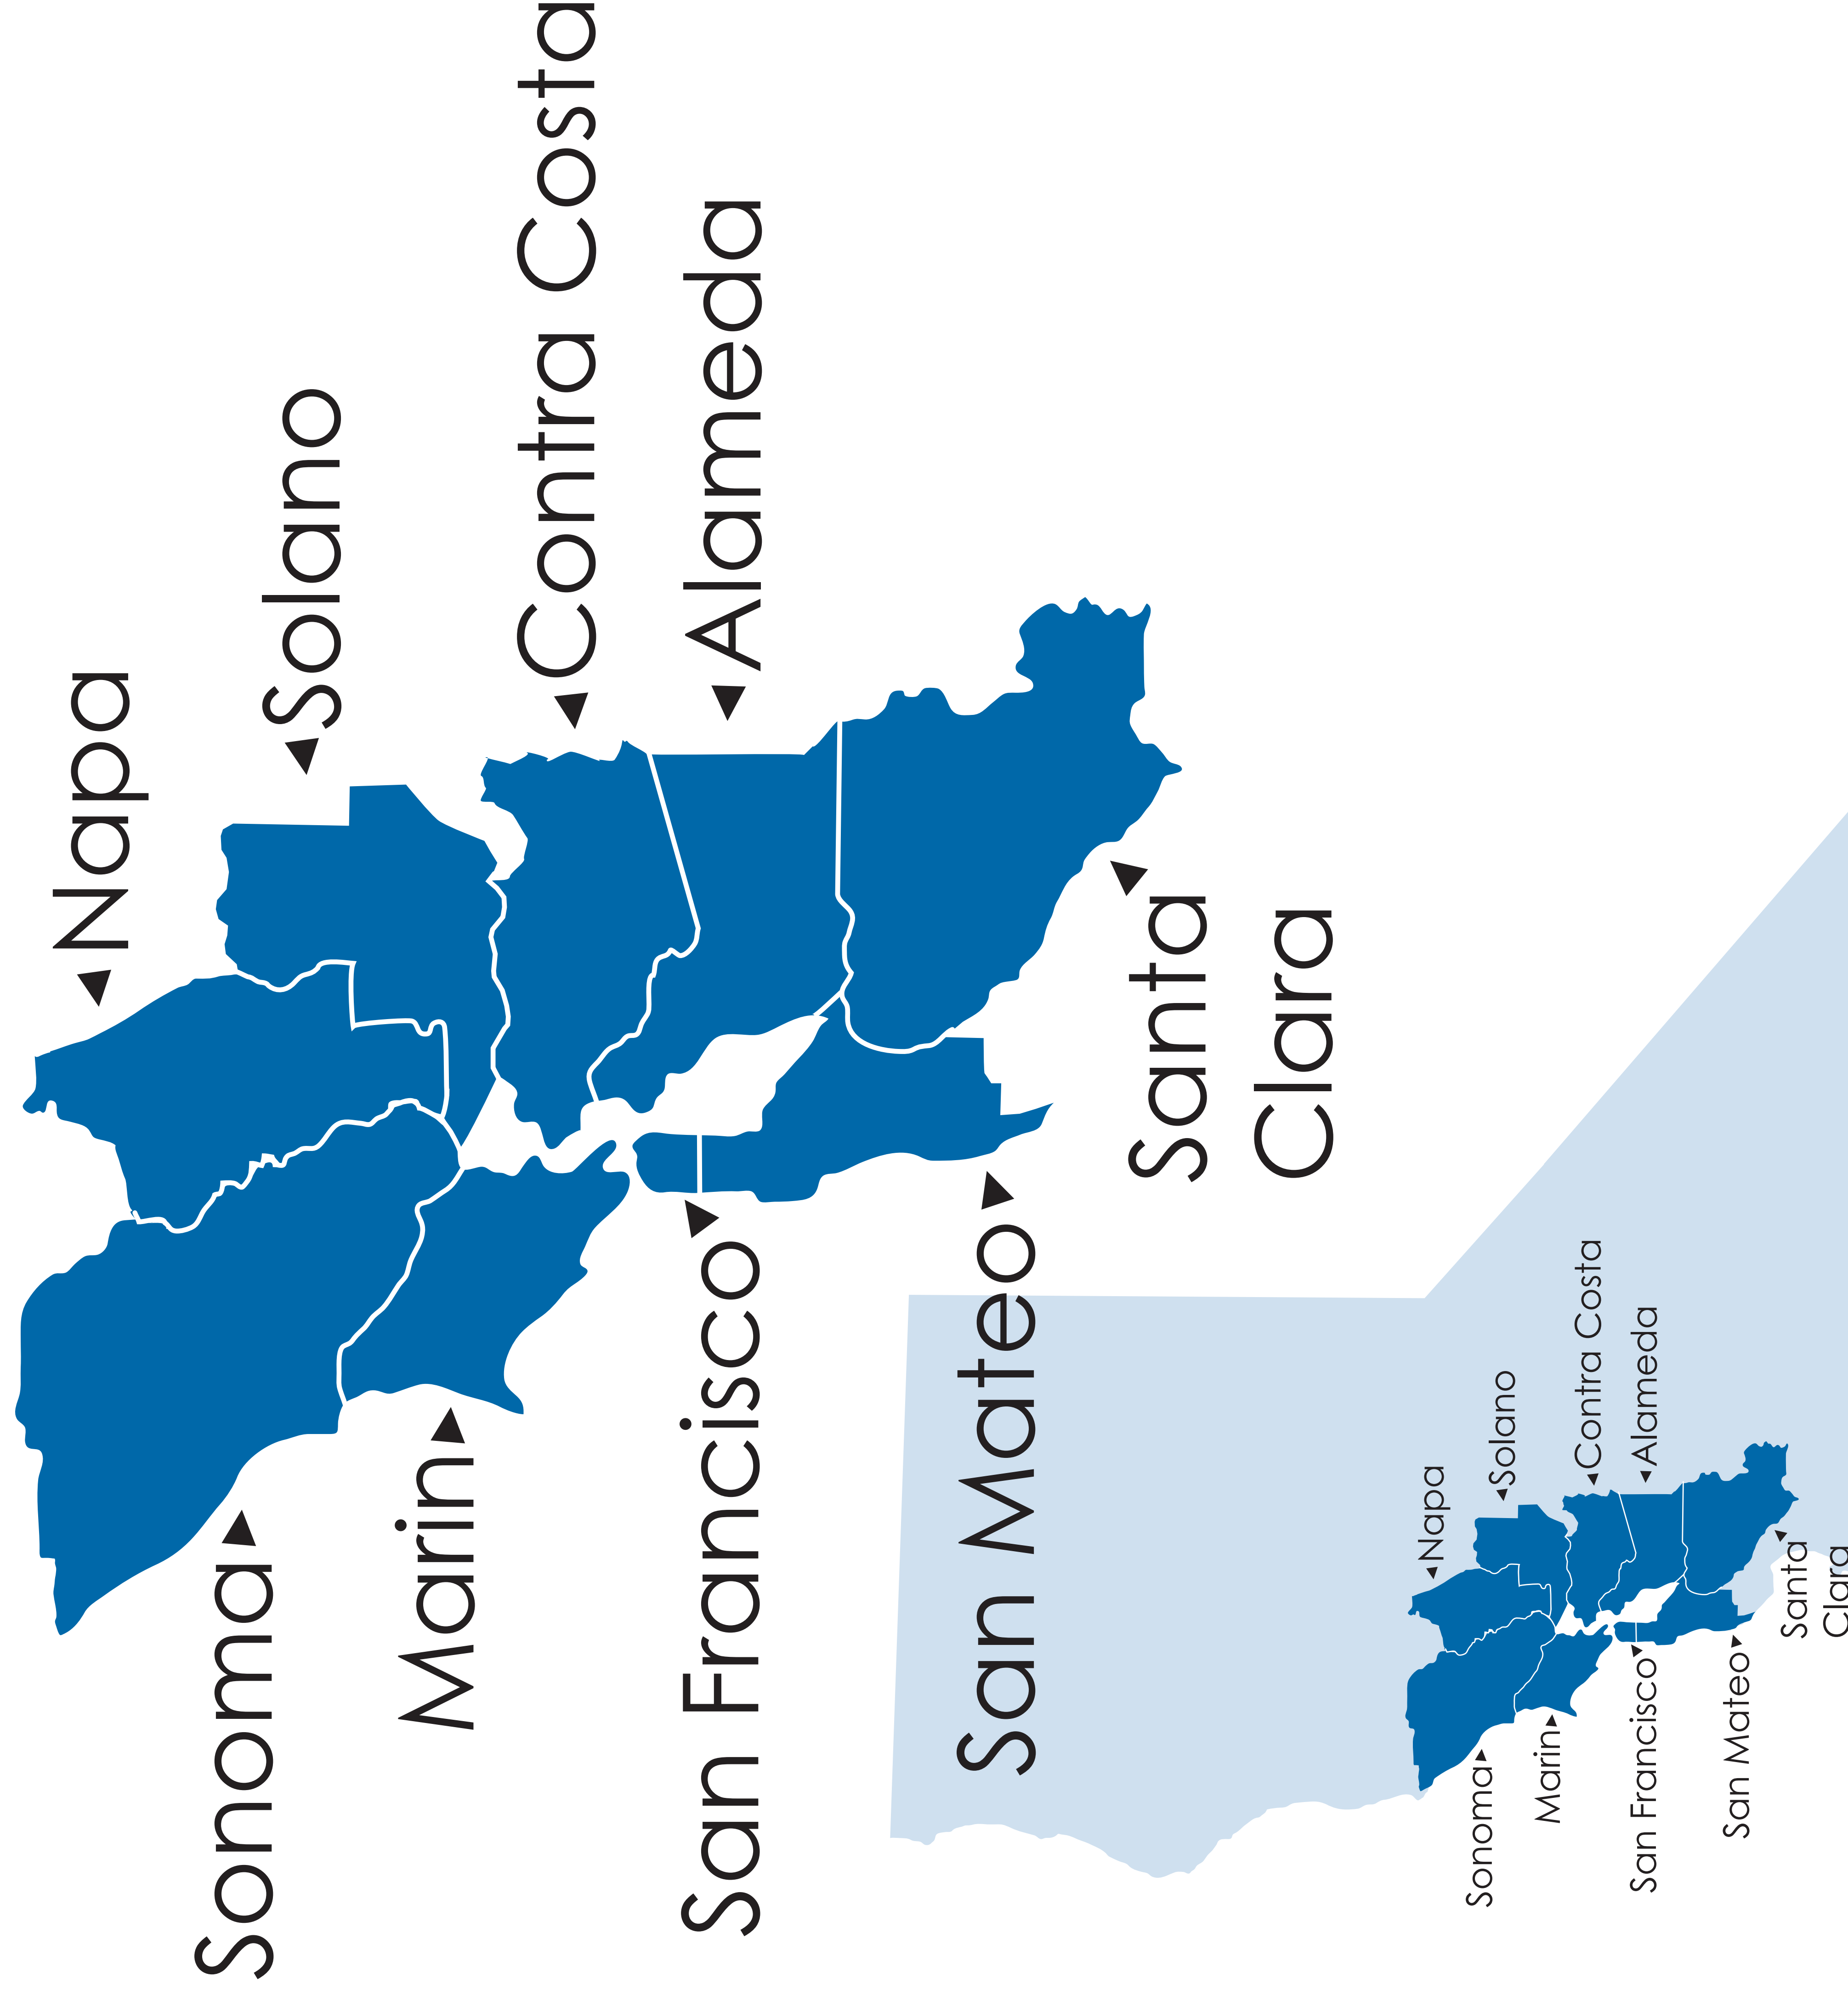 Napa
Solano
Contra Costa
Alameda
Sonoma
Marin
San Francisco
San Mateo
Santa
Clara
Napa
Solano
Contra Costa
Alameda
Sonoma
Marin
San Francisco
San Mateo
Santa
Clara